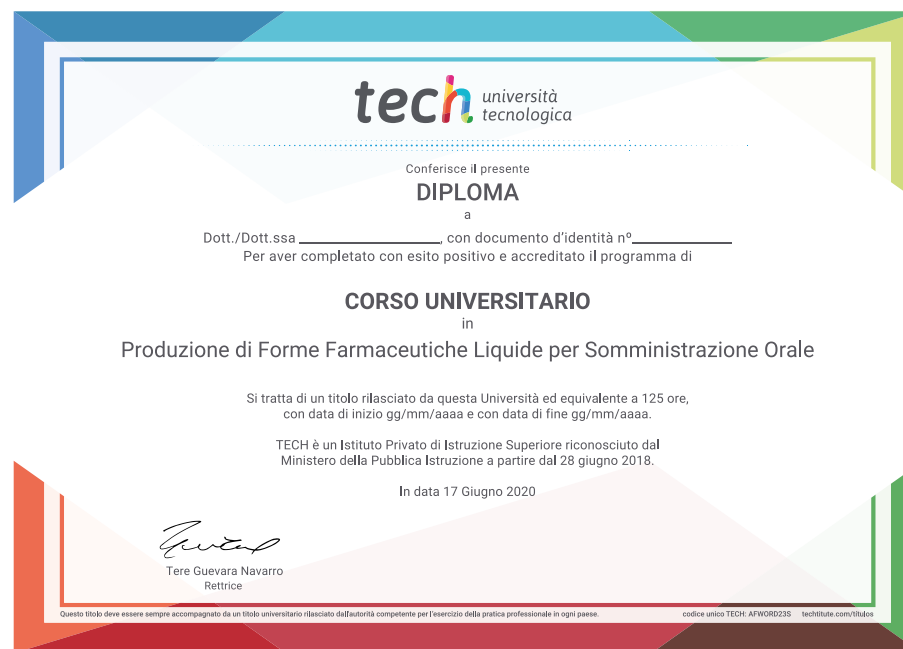 tech università
tecnologica
Conferisce il presente
DIPLOMA
a
Dott./Dott.ssa ____________________, con documento d'identità nº______________
Per aver completato con esito positivo e accreditato il programma di
CORSO UNIVERSITARIO
in
Produzione di Forme Farmaceutiche Liquide per Somministrazione Orale
Si tratta di un titolo rilasciato da questa Università ed equivalente a 125 ore,
con data di inizio gg/mm/aaaa e con data di fine gg/mm/aaaa.
TECH è un Istituto Privato di Istruzione Superiore riconosciuto dal
Ministero della Pubblica Istruzione a partire dal 28 giugno 2018.
In data 17 Giugno 2020
Tere Guevara Navarro
Rettrice
Questo titolo deve essere sempre accompagnato da un titolo universitario rilasciato dall'autorità competente per l'esercizio della pratica professionale in ogni paese. codice unico TECH: AFWORD23S techtitute.com/titulos